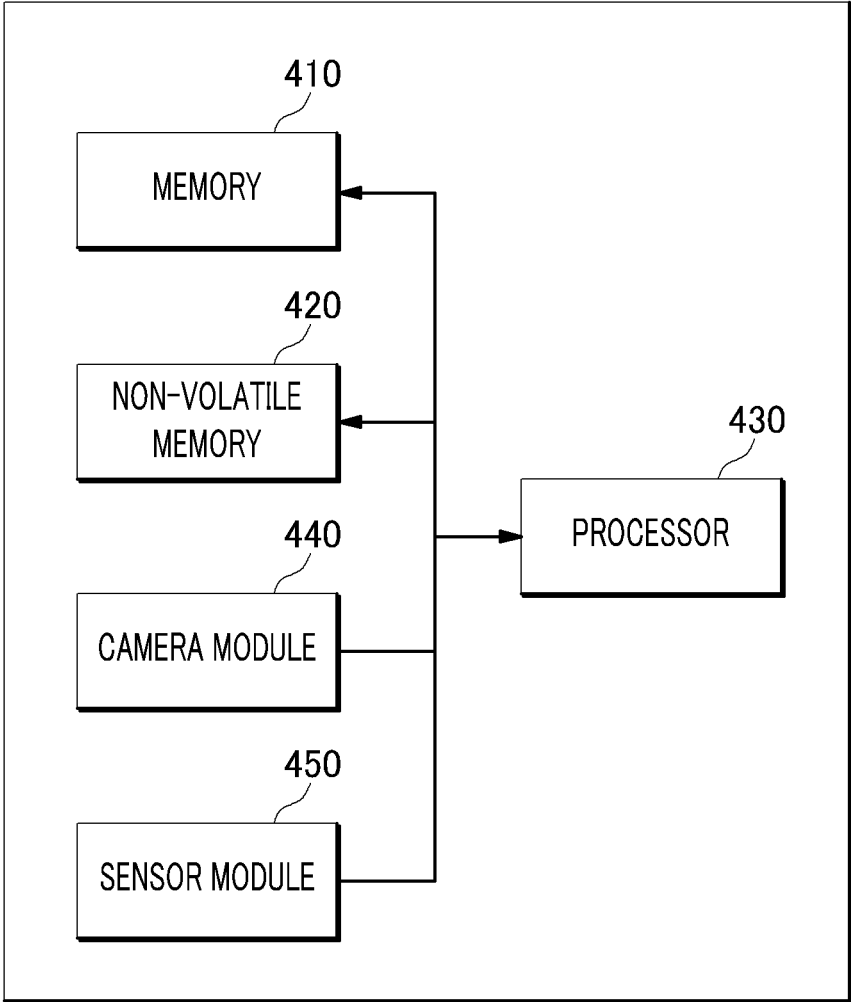 410
MEMORY
420
NON-VOLATILE
MEMORY
430
PROCESSOR
440
CAMERA MODULE
450
SENSOR MODULE